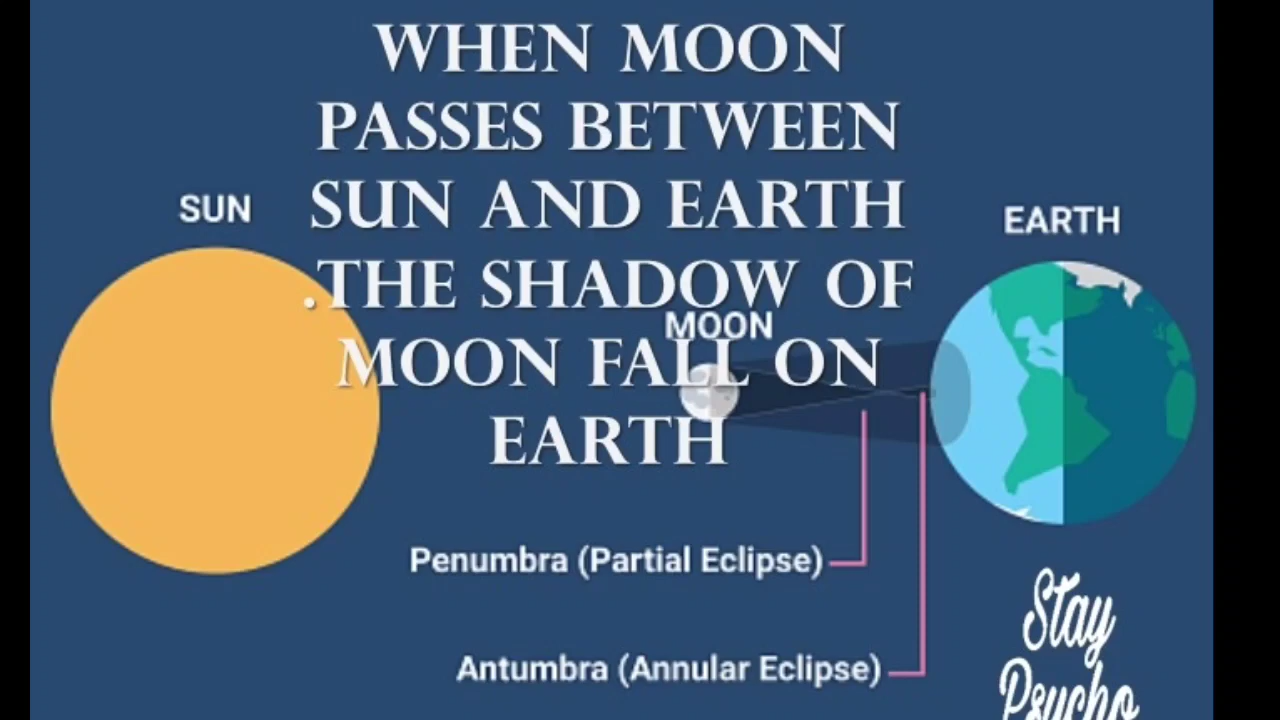 WHEN MOON
PASSES BETWEEN
SUN AND EARTH
.THE SHADOW OF
MOON FALL ON
EARTH
SUN
EARTH
MOON
Penumbra (Partial Eclipse)
Antumbra (Annular Eclipse)
Stay
Psycho